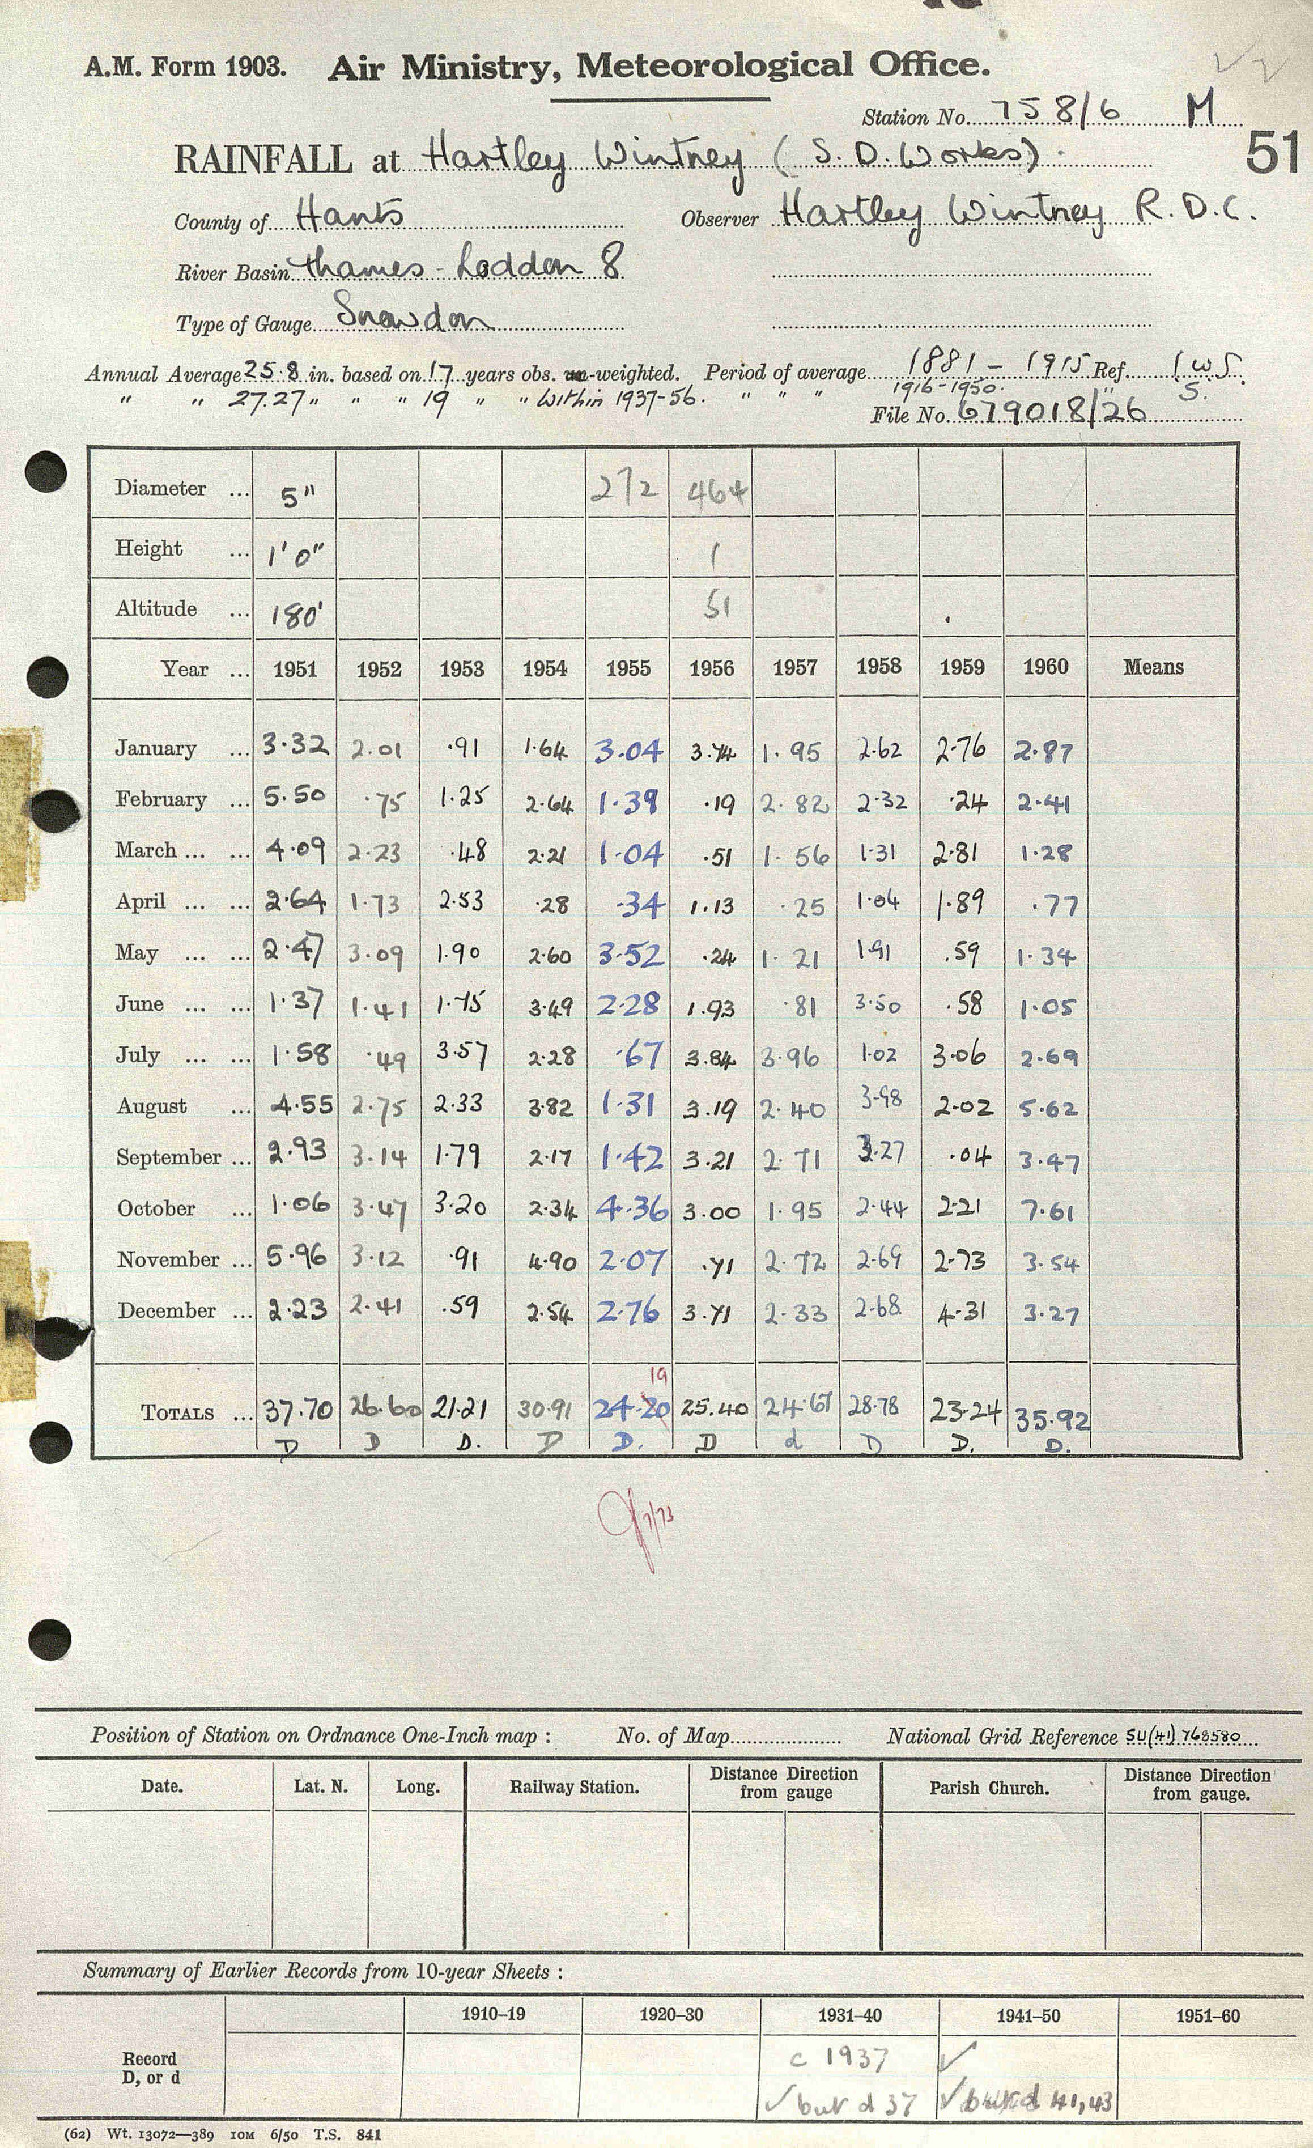 A.M. Form 1903. Air Ministry, Meteorological Office.
Station No. 758/6 M
51
RAINFALL at Hartley Wintney (S.D. Works).
County of Hants Observer Hartley Wintney R.D.C.
River Basin Thames - Loddon 8
Type of Gauge Snowdon
Annual Average 25.8 in. based on 17 years obs. un-weighted. Period of average 1881 - 1915 Ref. 1 W S.
" " 27.27 " " " 19 " " Within 1937-56. " " " 1916-1950. " S.
File No. 679018/26
Diameter ... 5" 272 464
Height ... 1' 0" 1
Altitude ... 180' 51
Year ... 1951 1952 1953 1954 1955 1956 1957 1958 1959 1960 Means
January ... 3.32 2.01 .91 1.64 3.04 3.74 1.95 2.62 2.76 2.87
February ... 5.50 .75 1.25 2.64 1.39 .19 2.82 2.32 .24 2.41
March ... ... 4.09 2.23 .48 2.21 1.04 .51 1.56 1.31 2.81 1.28
April ... ... 2.64 1.73 2.53 .28 .34 1.13 .25 1.04 1.89 .77
May ... ... 2.47 3.09 1.90 2.60 3.52 .24 1.21 1.91 .59 1.34
June ... ... 1.37 1.41 1.75 3.49 2.28 1.93 .81 3.50 .58 1.05
July ... ... 1.58 .49 3.57 2.28 .67 3.84 3.96 1.02 3.06 2.69
August ... 4.55 2.75 2.33 3.82 1.31 3.19 2.40 3.98 2.02 5.62
September ... 2.93 3.14 1.79 2.17 1.42 3.21 2.71 3.27 .04 3.47
October ... 1.06 3.47 3.20 2.34 4.36 3.00 1.95 2.44 2.21 7.61
November ... 5.96 3.12 .91 4.90 2.07 .71 2.72 2.69 2.73 3.54
December ... 2.23 2.41 .59 2.54 2.76 3.71 2.33 2.68 4.31 3.27
19
TOTALS ... 37.70 26.60 21.21 30.91 24.20 25.40 24.67 28.78 23.24 35.92
D D D. D D. D d D D. D.
7/73
Position of Station on Ordnance One-Inch map : No. of Map National Grid Reference SU(41) 768580
Date. Lat. N. Long. Railway Station. Distance Direction from gauge Parish Church. Distance Direction from gauge.
Summary of Earlier Records from 10-year Sheets :
1910–19 1920–30 1931–40 1941–50 1951–60
Record c 1937 ✓
D, or d ✓ but d 37 ✓ but d 41, 43
(62) Wt. 13072—389 10M 6/50 T.S. 841